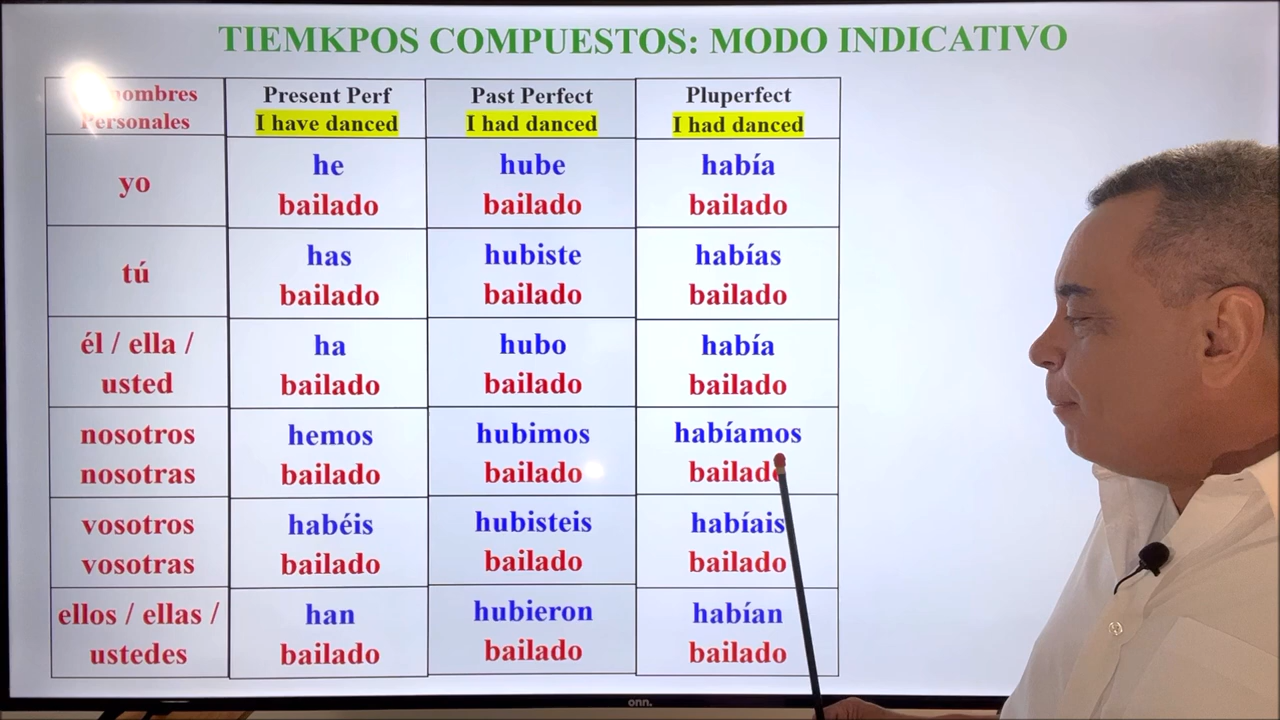 TIEMKPOS COMPUESTOS: MODO INDICATIVO
nombres
Personales
Present Perf
I have danced
Past Perfect
I had danced
Pluperfect
I had danced
yo
he
bailado
hube
bailado
había
bailado
tú
has
bailado
hubiste
bailado
habías
bailado
él / ella /
usted
ha
bailado
hubo
bailado
había
bailado
nosotros
nosotras
hemos
bailado
hubimos
bailado
habíamos
bailado
vosotros
vosotras
habéis
bailado
hubisteis
bailado
habíais
bailado
ellos / ellas /
ustedes
han
bailado
hubieron
bailado
habían
bailado
onn.